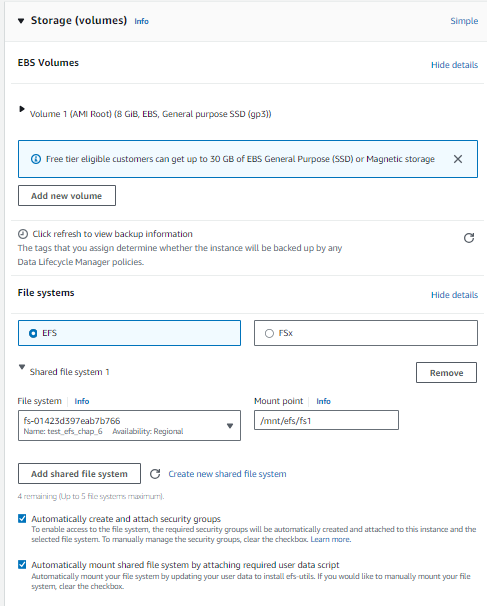 Storage (volumes) Info Simple
EBS Volumes Hide details
Volume 1 (AMI Root) (8 GiB, EBS, General purpose SSD (gp3))
Free tier eligible customers can get up to 30 GB of EBS General Purpose (SSD) or Magnetic storage
Add new volume
Click refresh to view backup information
The tags that you assign determine whether the instance will be backed up by any
Data Lifecycle Manager policies.
File systems Hide details
EFS FSx
Shared file system 1 Remove
File system Info Mount point Info
fs-01423d397eab7b766 /mnt/efs/fs1
Name: test_efs_chap_6 Availability: Regional
Add shared file system Create new shared file system
4 remaining (Up to 5 file systems maximum).
Automatically create and attach security groups
To enable access to the file system, the required security groups will be automatically created and attached to this instance and the
selected file system. To manually manage the security groups, clear the checkbox. Learn more.
Automatically mount shared file system by attaching required user data script
Automatically mount your file system by updating your user data to install efs-utils. If you would like to manually mount your file
system, clear the checkbox.